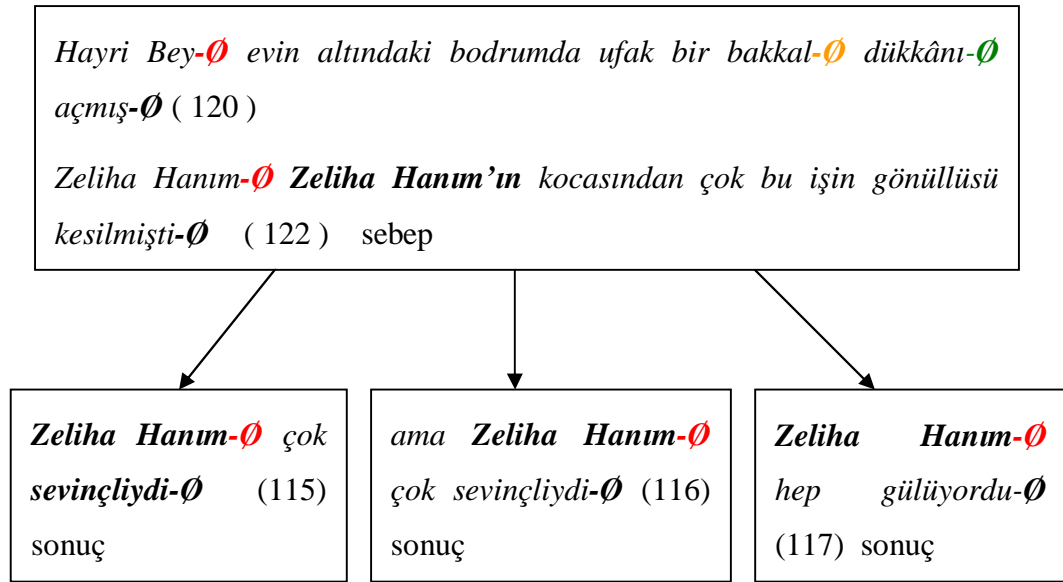 Hayri Bey-Ø evin altındaki bodrumda ufak bir bakkal-Ø dükkânı-Ø
açmış-Ø ( 120 )
Zeliha Hanım-Ø Zeliha Hanım’ın kocasından çok bu işin gönüllüsü
kesilmişti-Ø ( 122 ) sebep
Zeliha Hanım-Ø çok
sevinçliydi-Ø (115)
sonuç
ama Zeliha Hanım-Ø
çok sevinçliydi-Ø (116)
sonuç
Zeliha Hanım-Ø
hep gülüyordu-Ø
(117) sonuç